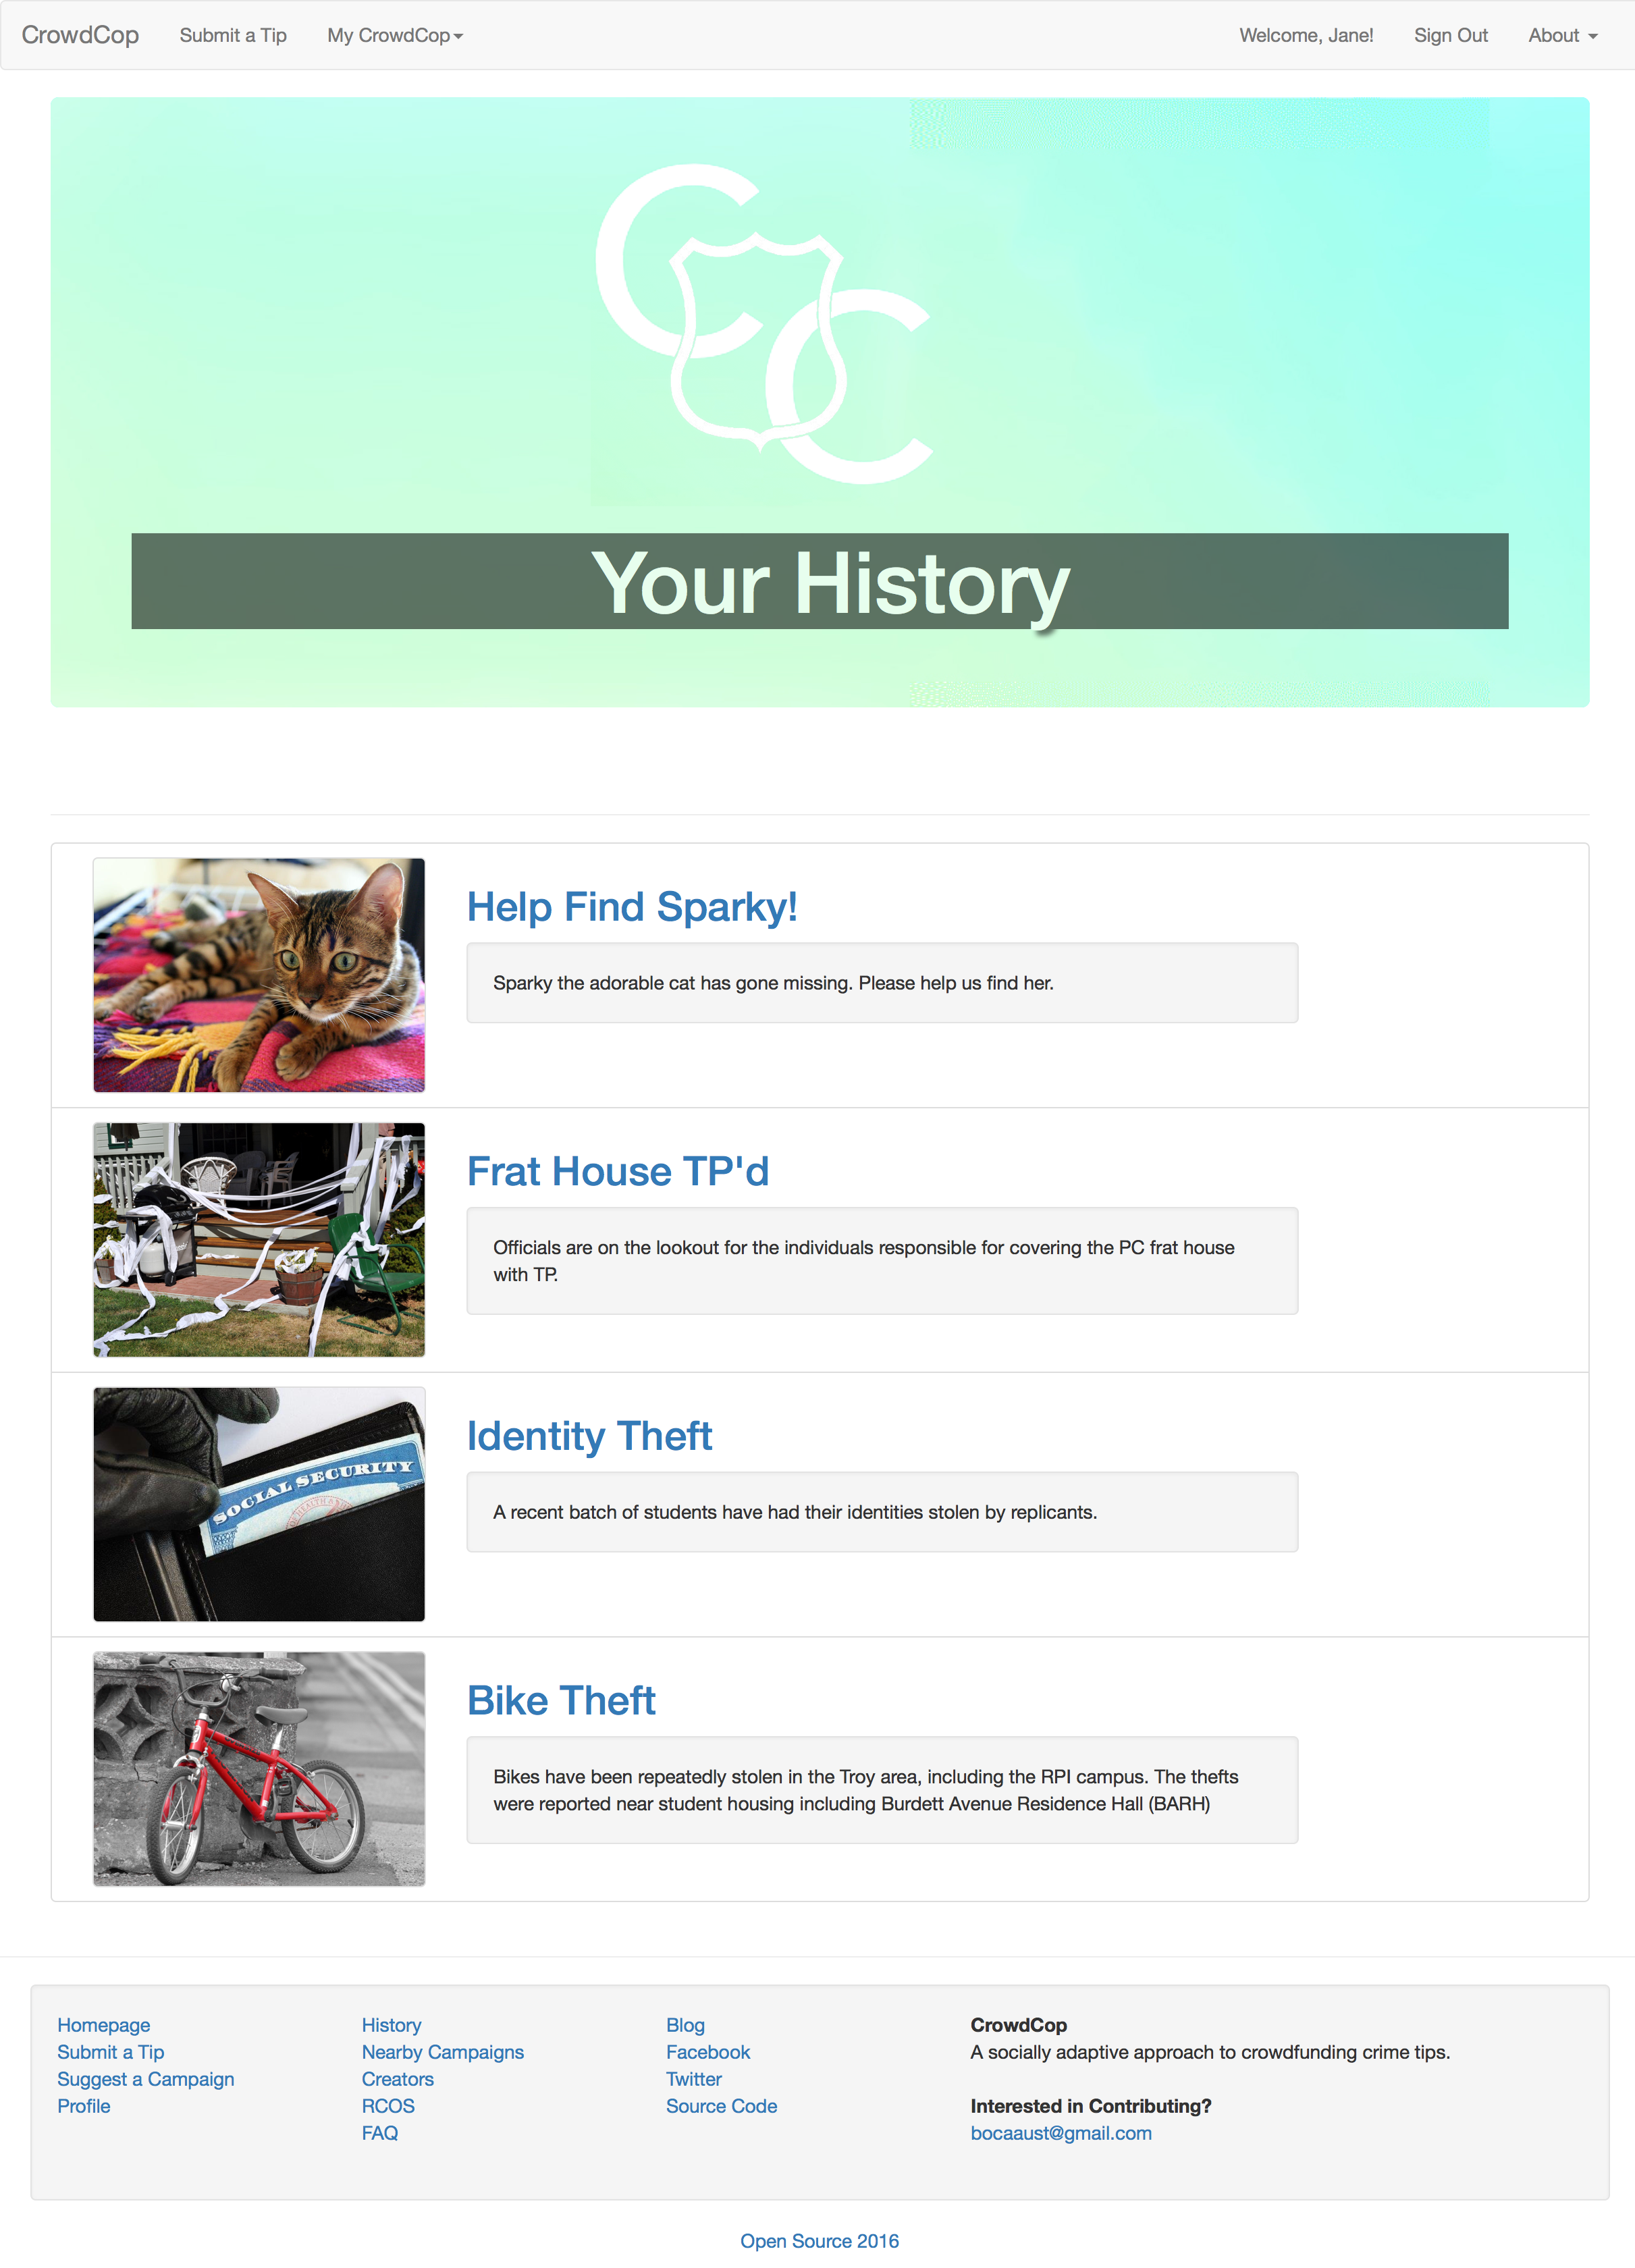 CrowdCop Submit a Tip My CrowdCop Welcome, Jane! Sign Out About
CC
Your History
Help Find Sparky!
Sparky the adorable cat has gone missing. Please help us find her.
Frat House TP'd
Officials are on the lookout for the individuals responsible for covering the PC frat house
with TP.
SOCIAL SECURITY
Identity Theft
A recent batch of students have had their identities stolen by replicants.
Bike Theft
Bikes have been repeatedly stolen in the Troy area, including the RPI campus. The thefts
were reported near student housing including Burdett Avenue Residence Hall (BARH)
Homepage
Submit a Tip
Suggest a Campaign
Profile
History
Nearby Campaigns
Creators
RCOS
FAQ
Blog
Facebook
Twitter
Source Code
CrowdCop
A socially adaptive approach to crowdfunding crime tips.
Interested in Contributing?
bocaaust@gmail.com
Open Source 2016